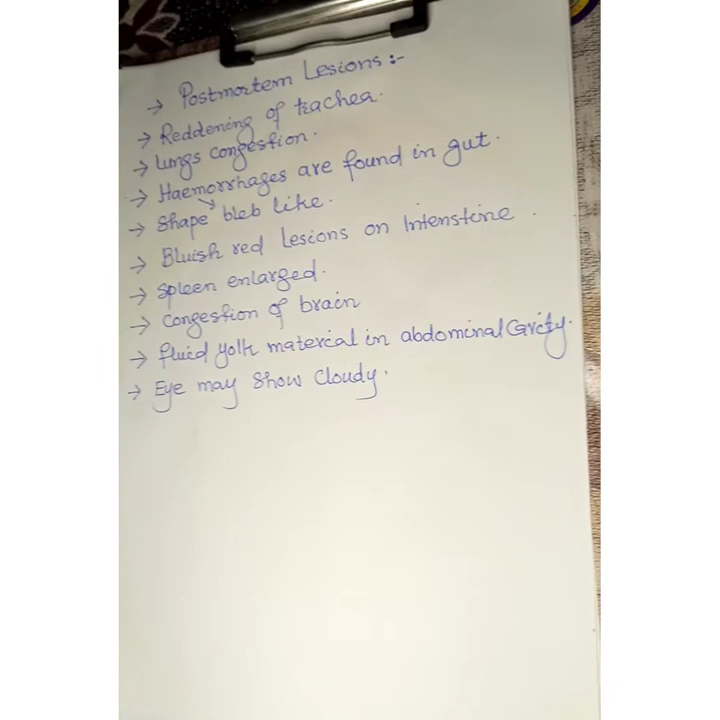 → Postmortem Lesions :-
→ Reddening of trachea.
→ lungs congestion.
→ Haemorrhages are found in gut.
→ Shape → bleb like.
→ Bluish red lesions on Intenstine.
→ Spleen enlarged.
→ Congestion of brain
→ fluid yolk material in abdominal Cavity.
→ Eye may show Cloudy.